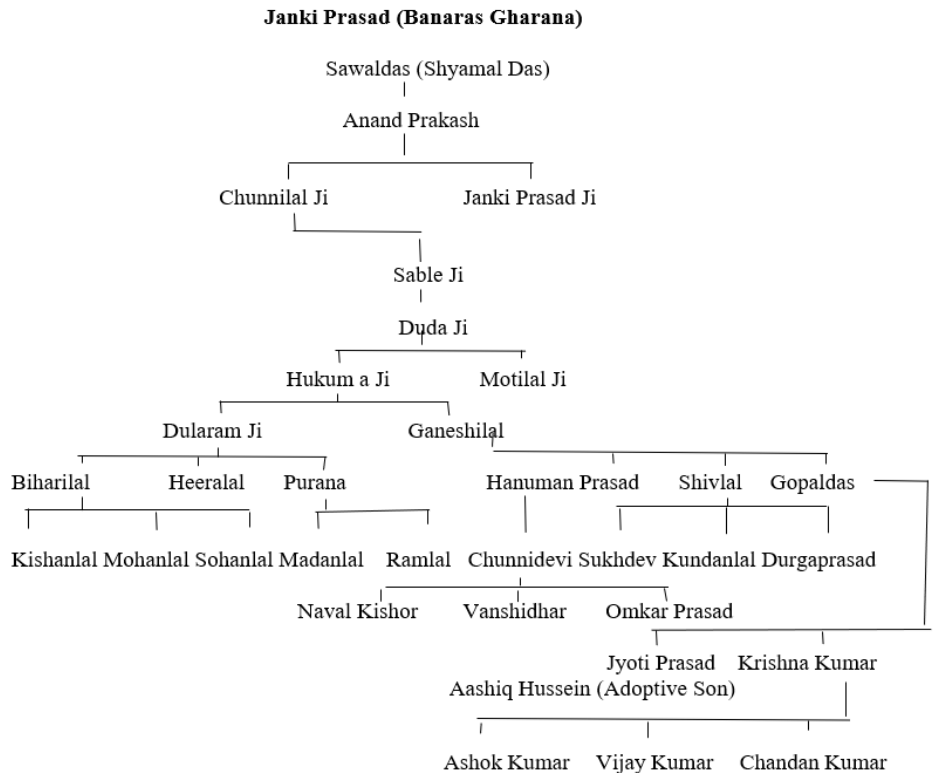 Janki Prasad (Banaras Gharana)
Sawaldas (Shyamal Das)
Anand Prakash
Chunnilal Ji Janki Prasad Ji
Sable Ji
Duda Ji
Hukum a Ji Motilal Ji
Dularam Ji Ganeshilal
Biharilal Heeralal Purana Hanuman Prasad Shivlal Gopaldas
Kishanlal Mohanlal Sohanlal Madanlal Ramlal Chunnidevi Sukhdev Kundanlal Durgaprasad
Naval Kishor Vanshidhar Omkar Prasad
Jyoti Prasad Krishna Kumar
Aashiq Hussein (Adoptive Son)
Ashok Kumar Vijay Kumar Chandan Kumar